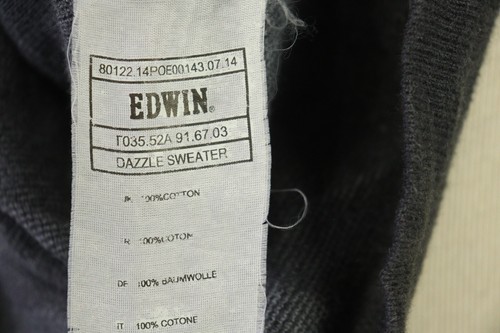 80122.14POE00143.07.14
EDWIN®
T035.52A 91.67.03
DAZZLE SWEATER
100%COTTON
100%COTON
DE 100% BAUMWOLLE
IT 100% COTONE